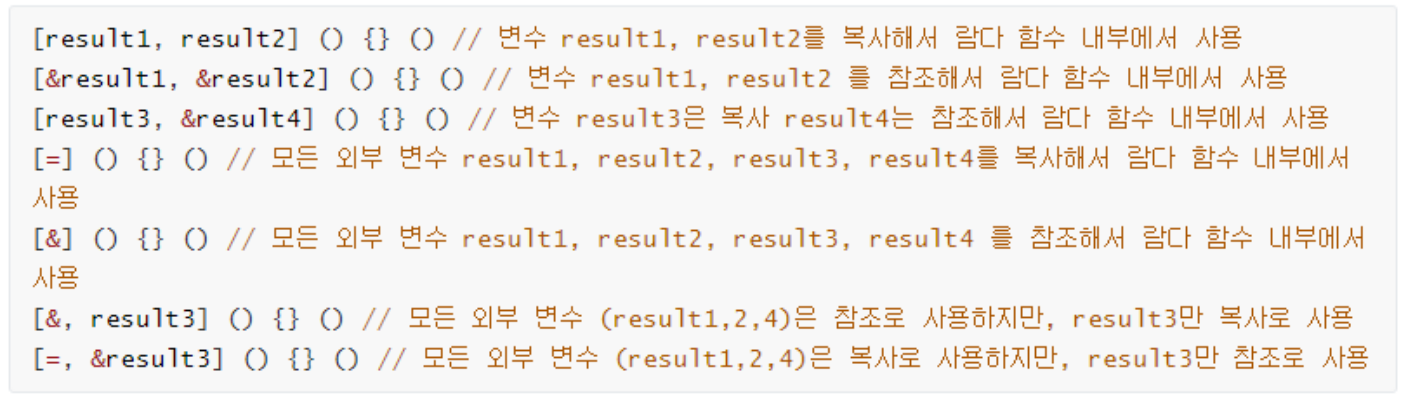 [result1, result2] () {} () // 변수 result1, result2를 복사해서 람다 함수 내부에서 사용
[&result1, &result2] () {} () // 변수 result1, result2 를 참조해서 람다 함수 내부에서 사용
[result3, &result4] () {} () // 변수 result3은 복사 result4는 참조해서 람다 함수 내부에서 사용
[=] () {} () // 모든 외부 변수 result1, result2, result3, result4를 복사해서 람다 함수 내부에서
사용
[&] () {} () // 모든 외부 변수 result1, result2, result3, result4 를 참조해서 람다 함수 내부에서
사용
[&, result3] () {} () // 모든 외부 변수 (result1,2,4)은 참조로 사용하지만, result3만 복사로 사용
[=, &result3] () {} () // 모든 외부 변수 (result1,2,4)은 복사로 사용하지만, result3만 참조로 사용